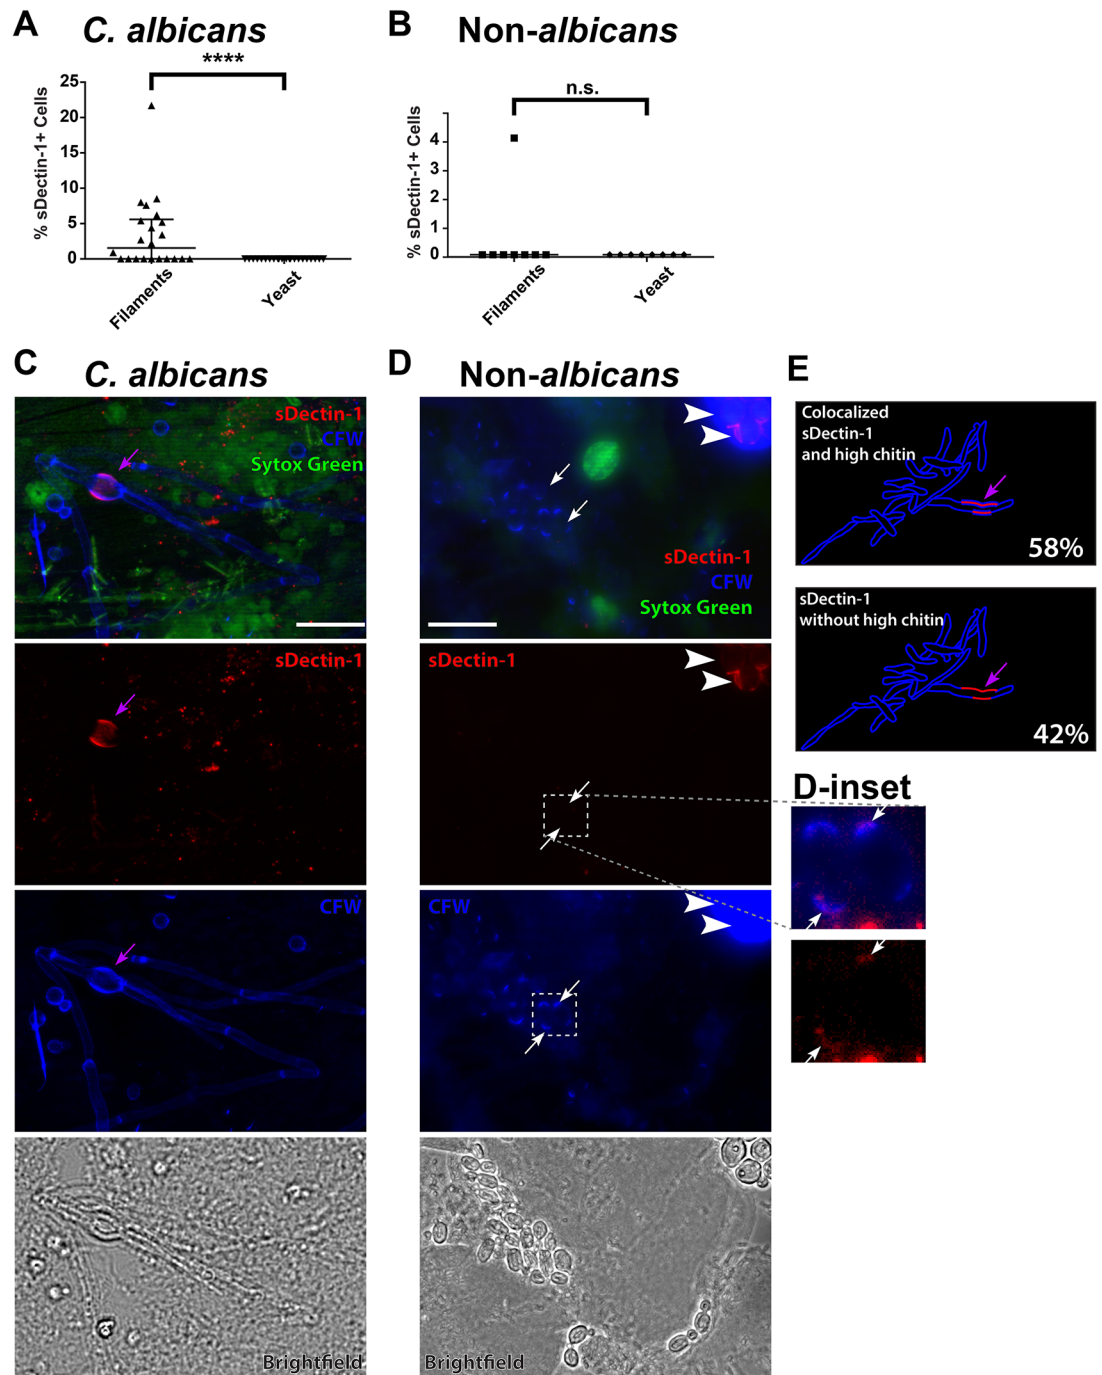 A
C. albicans
****
% sDectin-1+ Cells
25
20
15
10
5
0
Filaments
Yeast
B
Non-albicans
n.s.
% sDectin-1+ Cells
4
3
2
1
0
Filaments
Yeast
C
C. albicans
sDectin-1
CFW
Sytox Green
sDectin-1
CFW
Brightfield
D
Non-albicans
sDectin-1
CFW
Sytox Green
sDectin-1
CFW
Brightfield
E
Colocalized
sDectin-1
and high chitin
58%
sDectin-1
without high chitin
42%
D-inset